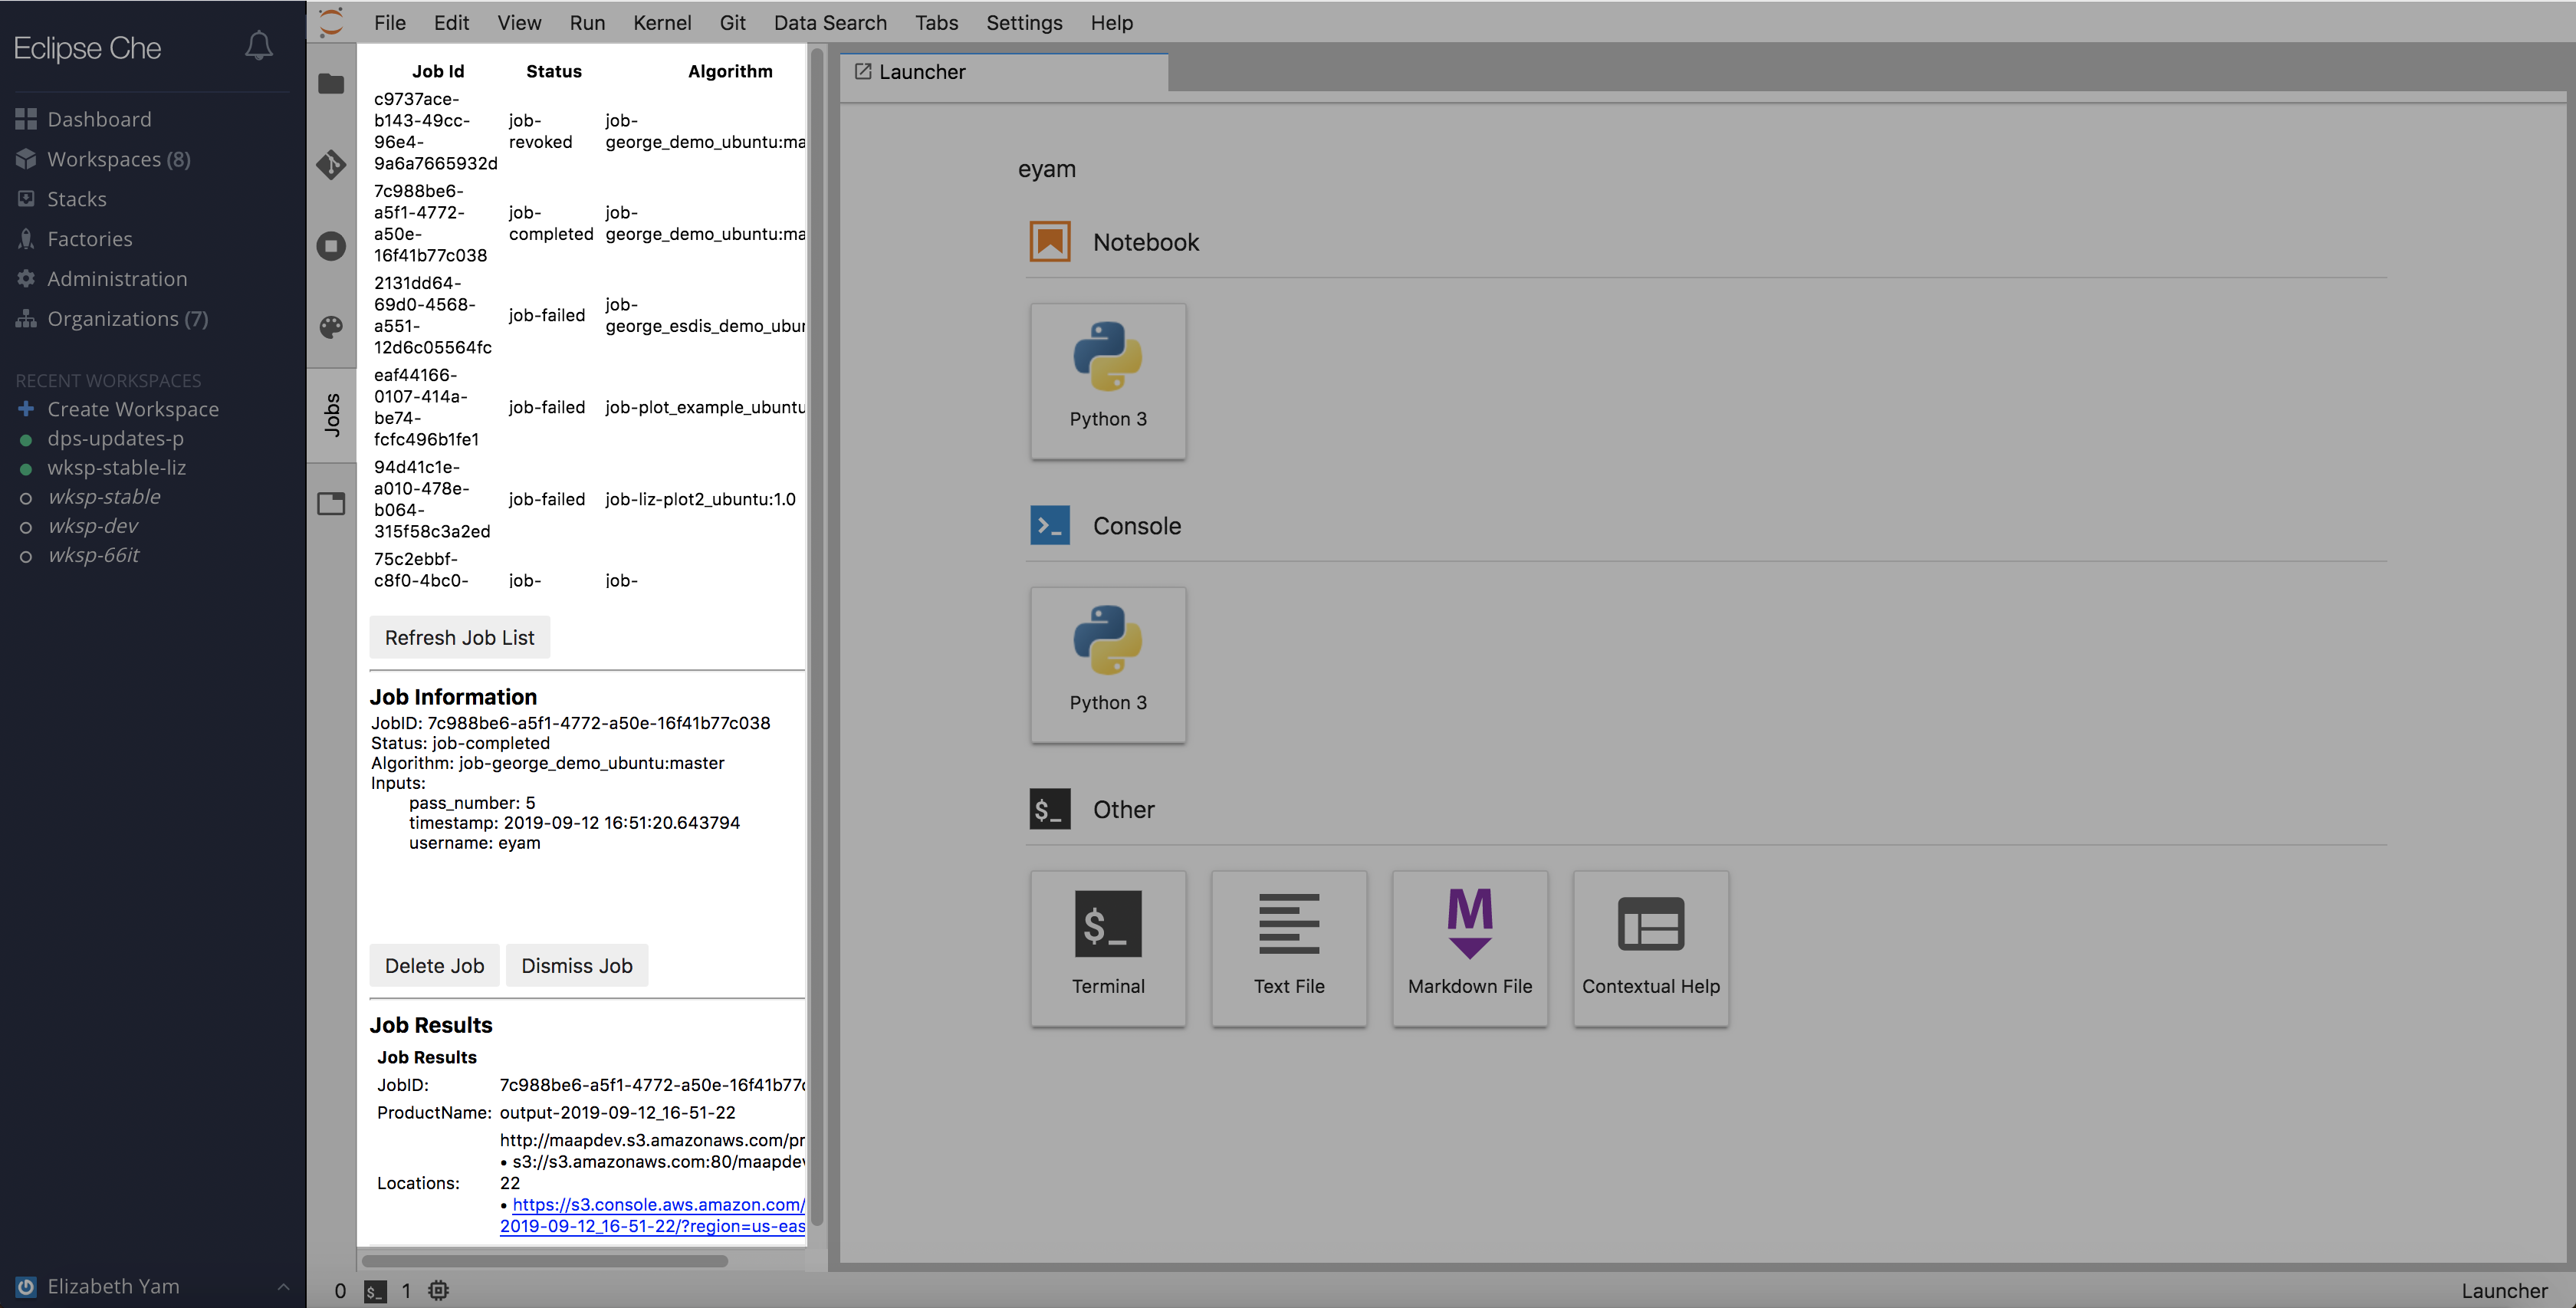 Eclipse Che
Dashboard
Workspaces (8)
Stacks
Factories
Administration
Organizations (7)
RECENT WORKSPACES
Create Workspace
dps-updates-p
wksp-stable-liz
wksp-stable
wksp-dev
wksp-66it
Elizabeth Yam
File Edit View Run Kernel Git Data Search Tabs Settings Help
Jobs
Job Id Status Algorithm
c9737ace-
b143-49cc-
96e4-
9a6a7665932d
job-
revoked
job-
george_demo_ubuntu:ma
7c988be6-
a5f1-4772-
a50e-
16f41b77c038
job-
completed
job-
george_demo_ubuntu:ma
2131dd64-
69d0-4568-
a551-
12d6c05564fc
job-failed
job-
george_esdis_demo_ubun
eaf44166-
0107-414a-
be74-
fcfc496b1fe1
job-failed
job-plot_example_ubuntu
94d41c1e-
a010-478e-
b064-
315f58c3a2ed
job-failed
job-liz-plot2_ubuntu:1.0
75c2ebbf-
c8f0-4bc0-
job-
job-
Refresh Job List
Job Information
JobID: 7c988be6-a5f1-4772-a50e-16f41b77c038
Status: job-completed
Algorithm: job-george_demo_ubuntu:master
Inputs:
pass_number: 5
timestamp: 2019-09-12 16:51:20.643794
username: eyam
Delete Job Dismiss Job
Job Results
Job Results
JobID: 7c988be6-a5f1-4772-a50e-16f41b77c
ProductName: output-2019-09-12_16-51-22
Locations:
http://maapdev.s3.amazonaws.com/pr
• s3://s3.amazonaws.com:80/maapdev
22
• https://s3.console.aws.amazon.com/
2019-09-12_16-51-22/?region=us-eas
0 $_ 1
Launcher
eyam
Notebook
Python 3
Console
Python 3
$_ Other
$_
Terminal
Text File
M
Markdown File
Contextual Help
Launcher